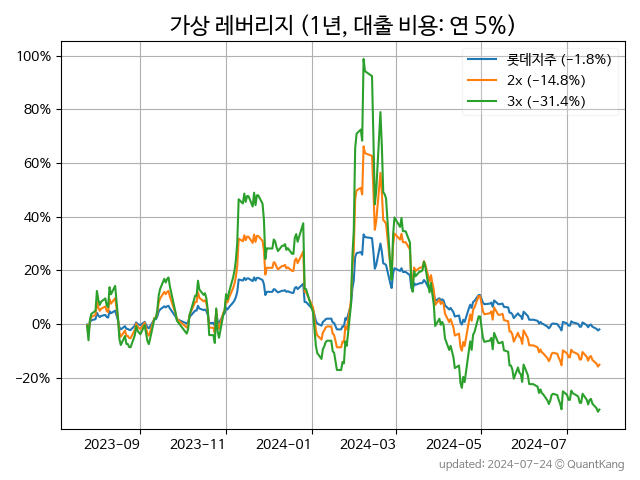 가상 레버리지 (1년, 대출 비용: 연 5%)
롯데지주 (−1.8%)
2x (−14.8%)
3x (−31.4%)
100%
80%
60%
40%
20%
0%
−20%
2023-09
2023-11
2024-01
2024-03
2024-05
2024-07
updated: 2024-07-24 © QuantKang